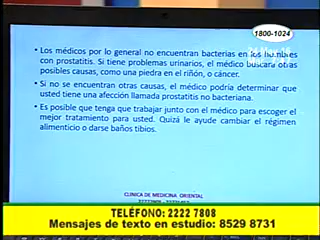 1800-1024
• Los médicos por lo general no encuentran bacterias en los hombres
con prostatitis. Si tiene problemas urinarios, el médico buscará otras
posibles causas, como una piedra en el riñón, o cáncer.
• Si no se encuentran otras causas, el médico podría determinar que
usted tiene una afección llamada prostatitis no bacteriana.
• Es posible que tenga que trabajar junto con el médico para escoger el
mejor tratamiento para usted. Quizá le ayude cambiar el régimen
alimenticio o darse baños tibios.
CLINICA DE MEDICINA ORIENTAL
TELÉFONO: 2222 7808
Mensajes de texto en estudio: 8529 8731